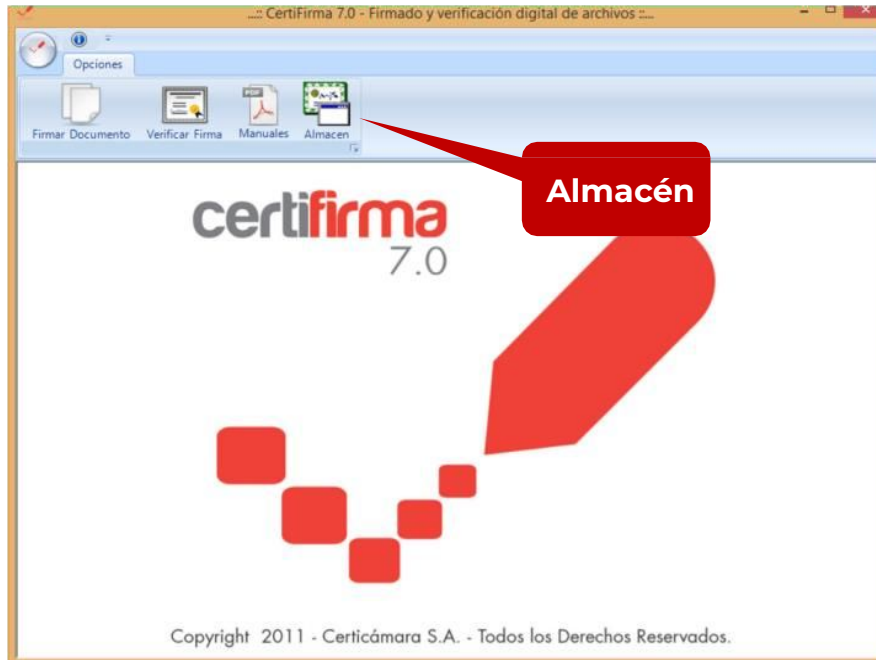 ...:: CertiFirma 7.0 - Firmado y verificación digital de archivos ::...
Opciones
Firmar Documento Verificar Firma Manuales Almacen
PDF
Almacén
certifirma
7.0
Copyright 2011 - Certicámara S.A. - Todos los Derechos Reservados.